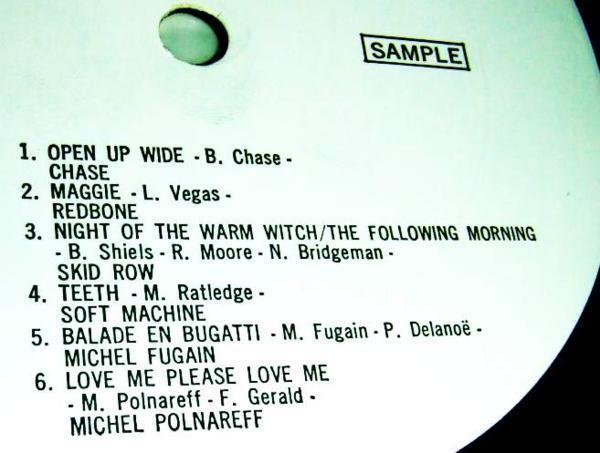 SAMPLE
1. OPEN UP WIDE - B. Chase -
CHASE
2. MAGGIE - L. Vegas -
REDBONE
3. NIGHT OF THE WARM WITCH/THE FOLLOWING MORNING
- B. Shiels - R. Moore - N. Bridgeman -
SKID ROW
4. TEETH - M. Ratledge -
SOFT MACHINE
5. BALADE EN BUGATTI - M. Fugain - P. Delanoë -
MICHEL FUGAIN
6. LOVE ME PLEASE LOVE ME
- M. Polnareff - F. Gerald -
MICHEL POLNAREFF